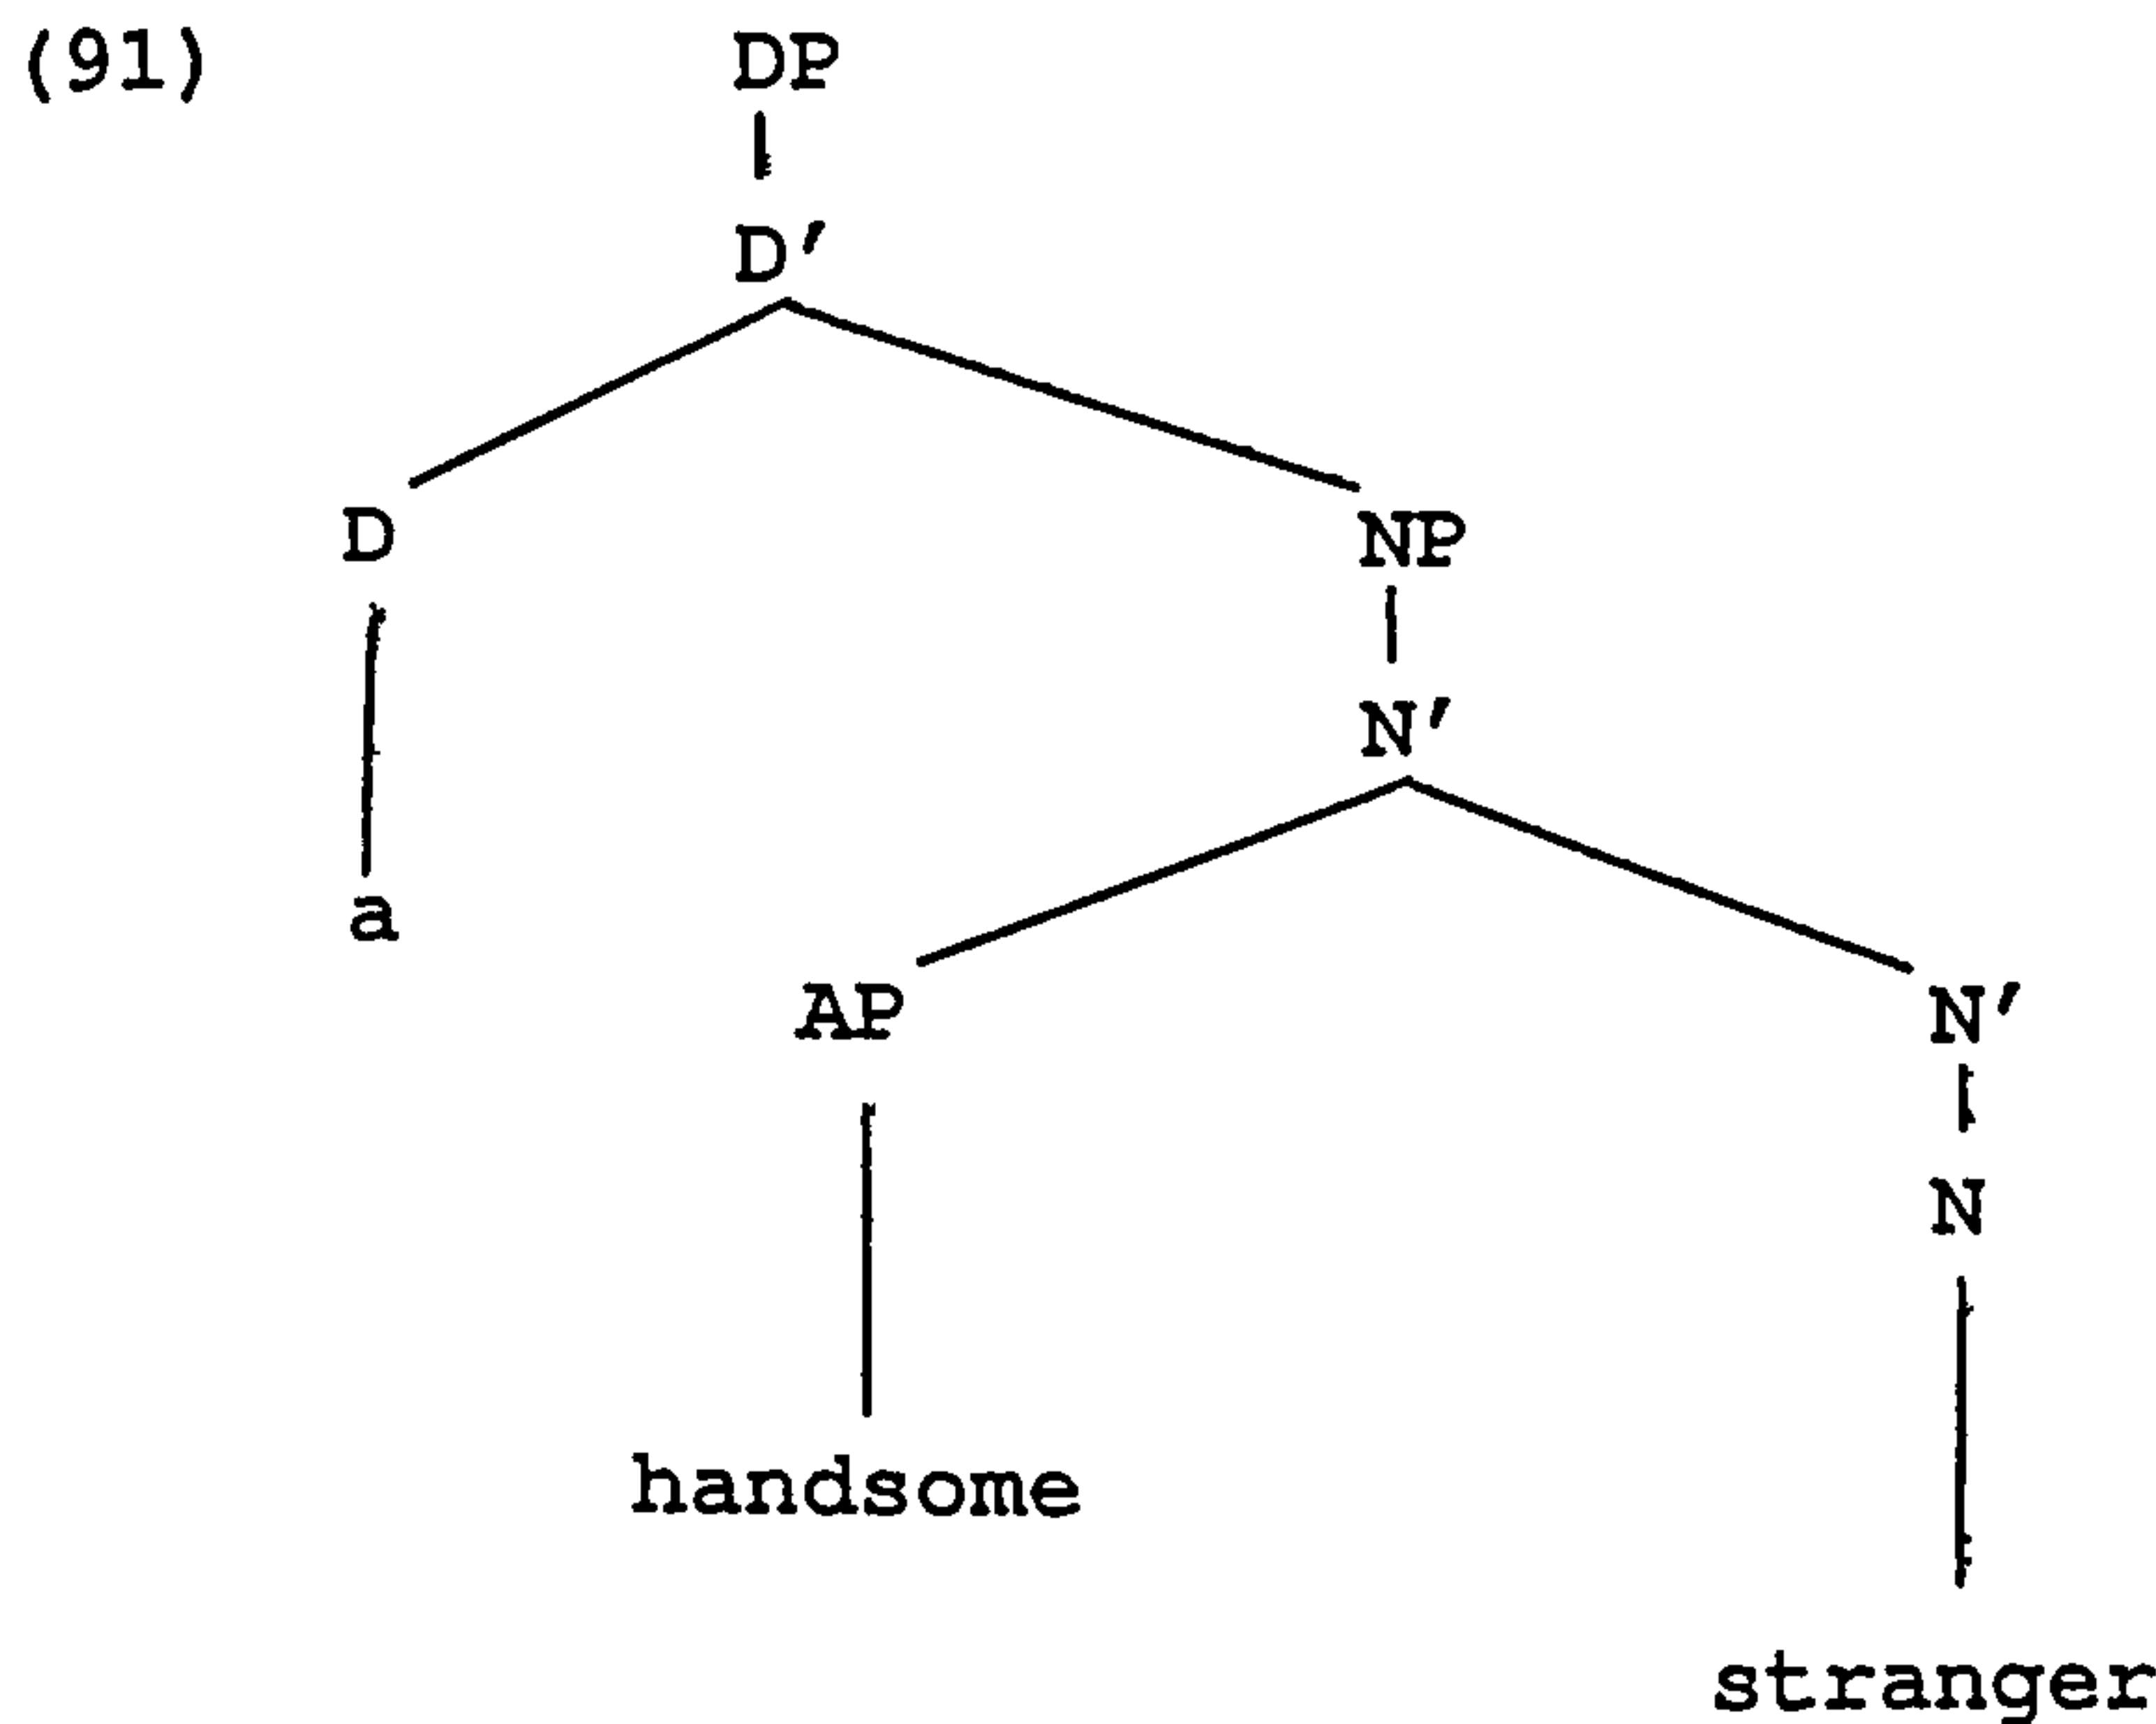 (91) DP
D'
D NP
N'
a
AP N'
N
handsome
stranger